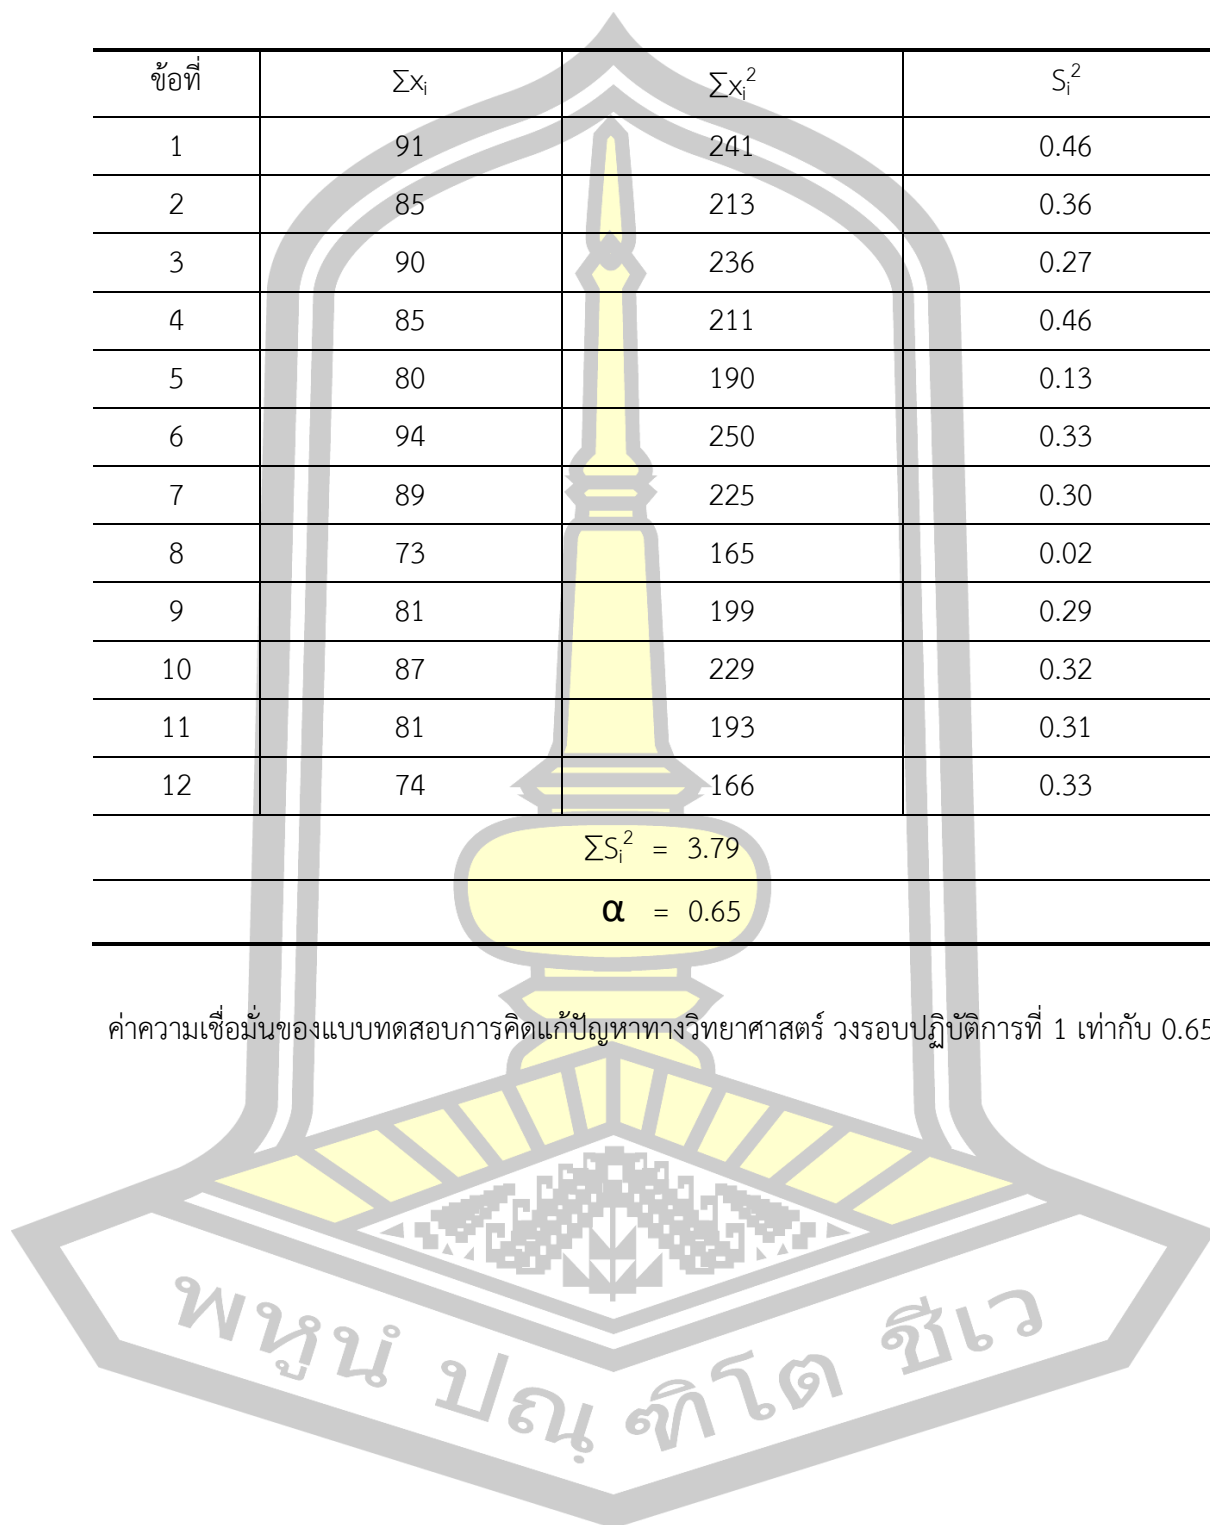 ข้อที่ ∑xᵢ ∑xᵢ² Sᵢ²
1 91 241 0.46
2 85 213 0.36
3 90 236 0.27
4 85 211 0.46
5 80 190 0.13
6 94 250 0.33
7 89 225 0.30
8 73 165 0.02
9 81 199 0.29
10 87 229 0.32
11 81 193 0.31
12 74 166 0.33
∑Sᵢ² = 3.79
α = 0.65
ค่าความเชื่อมั่นของแบบทดสอบการคิดแก้ปัญหาทางวิทยาศาสตร์ วงรอบปฏิบัติการที่ 1 เท่ากับ 0.65
พหูนํ ปณฺฑิโต ชีเว